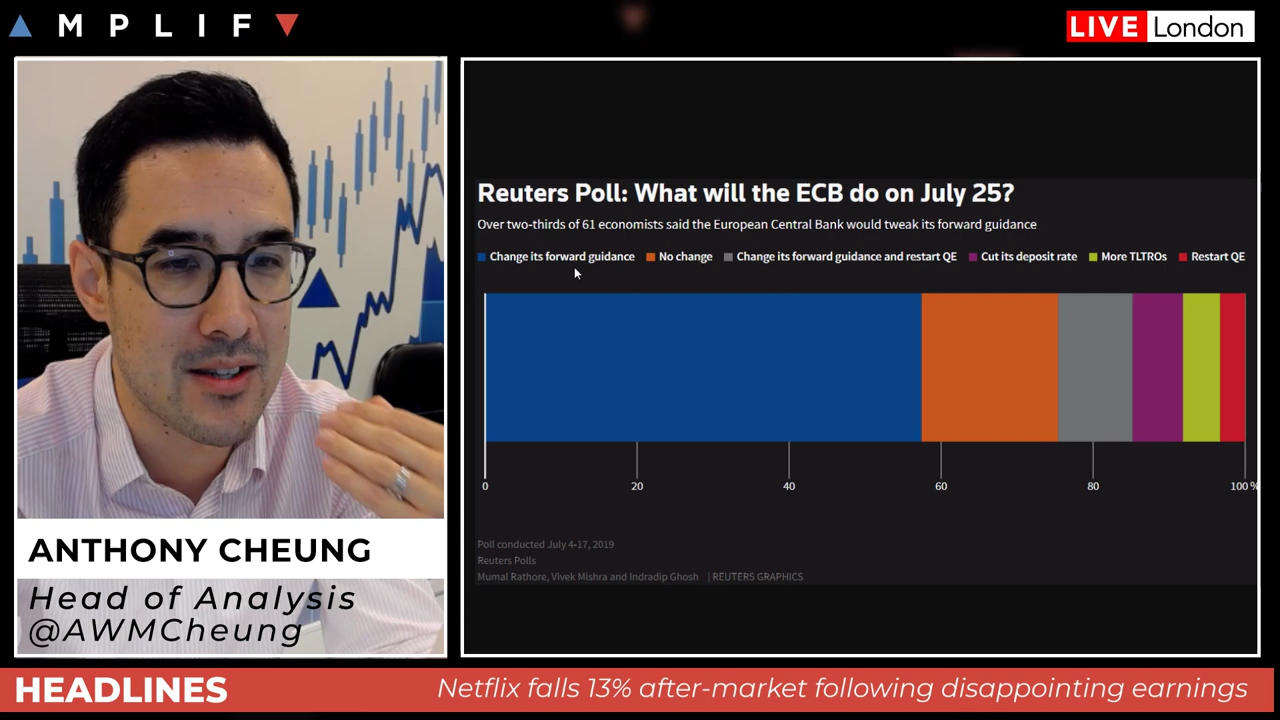 AMPLIFY
LIVE London
Reuters Poll: What will the ECB do on July 25?
Over two-thirds of 61 economists said the European Central Bank would tweak its forward guidance
Change its forward guidance No change Change its forward guidance and restart QE Cut its deposit rate More TLTROs Restart QE
0 20 40 60 80 100 %
Poll conducted July 4-17, 2019
Reuters Polls
Mumal Rathore, Vivek Mishra and Indradip Ghosh | REUTERS GRAPHICS
ANTHONY CHEUNG
Head of Analysis
@AWMCheung
HEADLINES Netflix falls 13% after-market following disappointing earnings